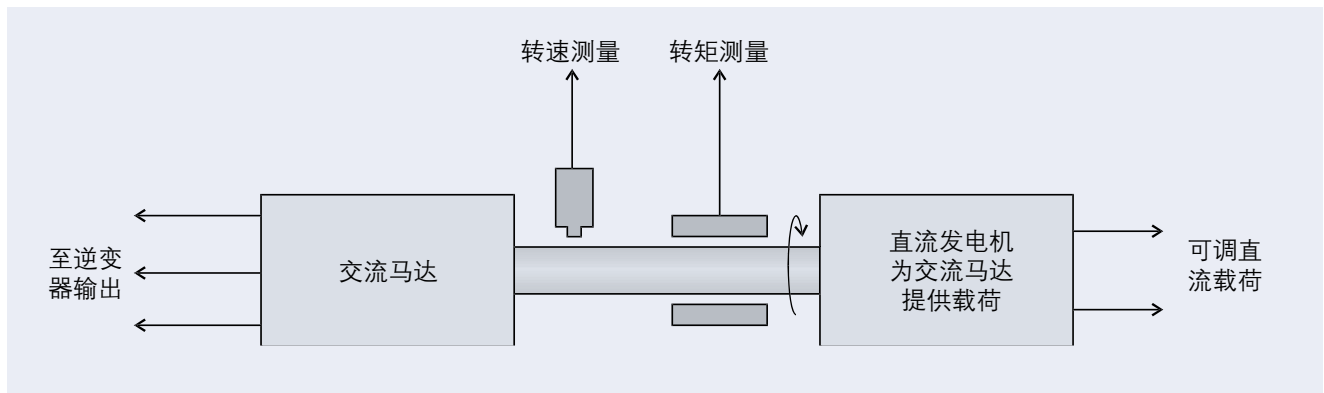 转速测量
转矩测量
至逆变
器输出
交流马达
直流发电机
为交流马达
提供载荷
可调直
流载荷